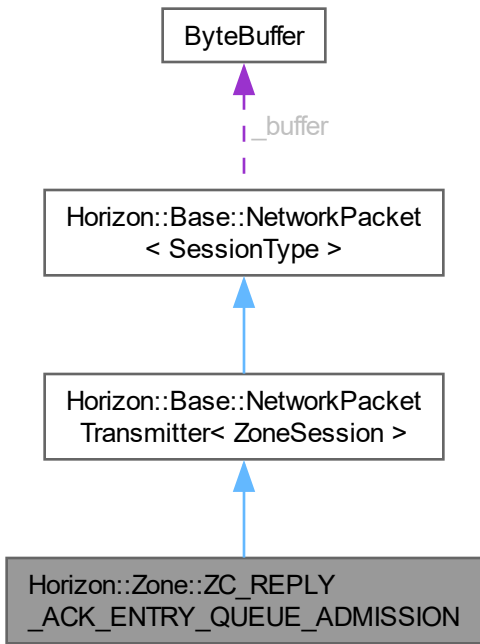 ByteBuffer
_buffer
Horizon::Base::NetworkPacket
< SessionType >
Horizon::Base::NetworkPacket
Transmitter< ZoneSession >
Horizon::Zone::ZC_REPLY
_ACK_ENTRY_QUEUE_ADMISSION